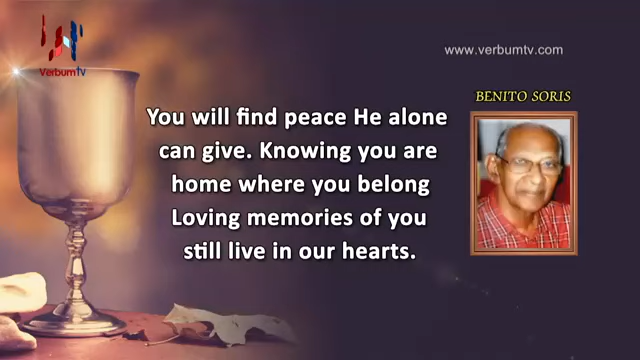 VerbumTV
www.verbumtv.com
BENITO SORIS
You will find peace He alone
can give. Knowing you are
home where you belong
Loving memories of you
still live in our hearts.